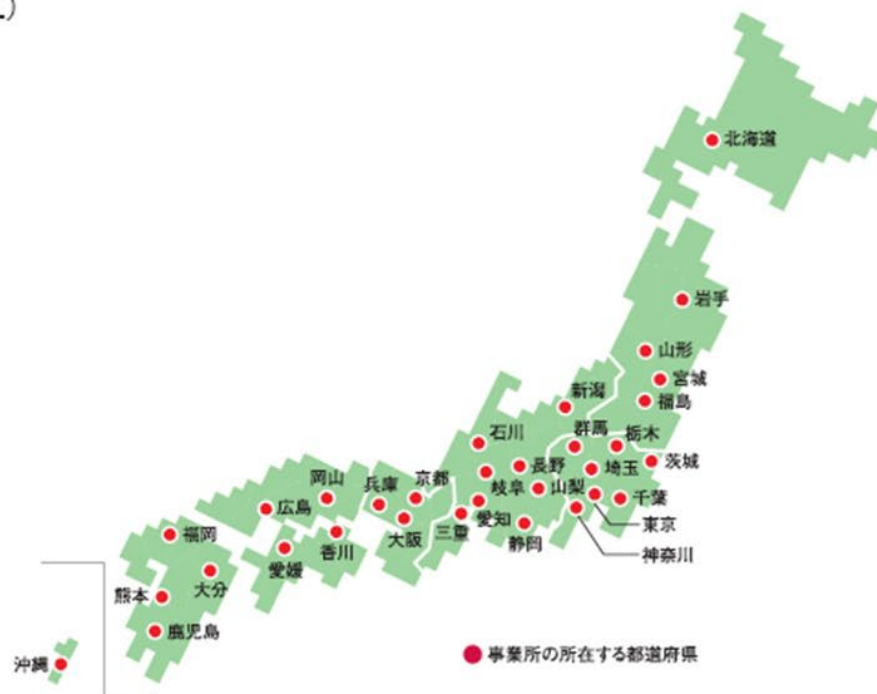 北海道
岩手
山形
宮城
福島
新潟
群馬
栃木
石川
長野
埼玉
茨城
岐阜
山梨
千葉
愛知
東京
三重
静岡
神奈川
岡山
兵庫
京都
広島
大阪
福岡
香川
愛媛
大分
熊本
鹿児島
沖縄
事業所の所在する都道府県